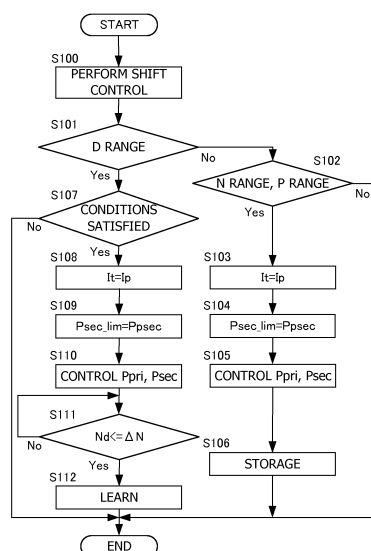 START
S100
PERFORM SHIFT
CONTROL
S101
D RANGE
No
Yes
S102
N RANGE, P RANGE
No
Yes
S107
CONDITIONS
SATISFIED
No
Yes
S108
It=Ip
S103
It=Ip
S109
Psec_lim=Ppsec
S104
Psec_lim=Ppsec
S110
CONTROL Ppri, Psec
S105
CONTROL Ppri, Psec
S111
Nd<=ΔN
No
Yes
S106
STORAGE
S112
LEARN
END